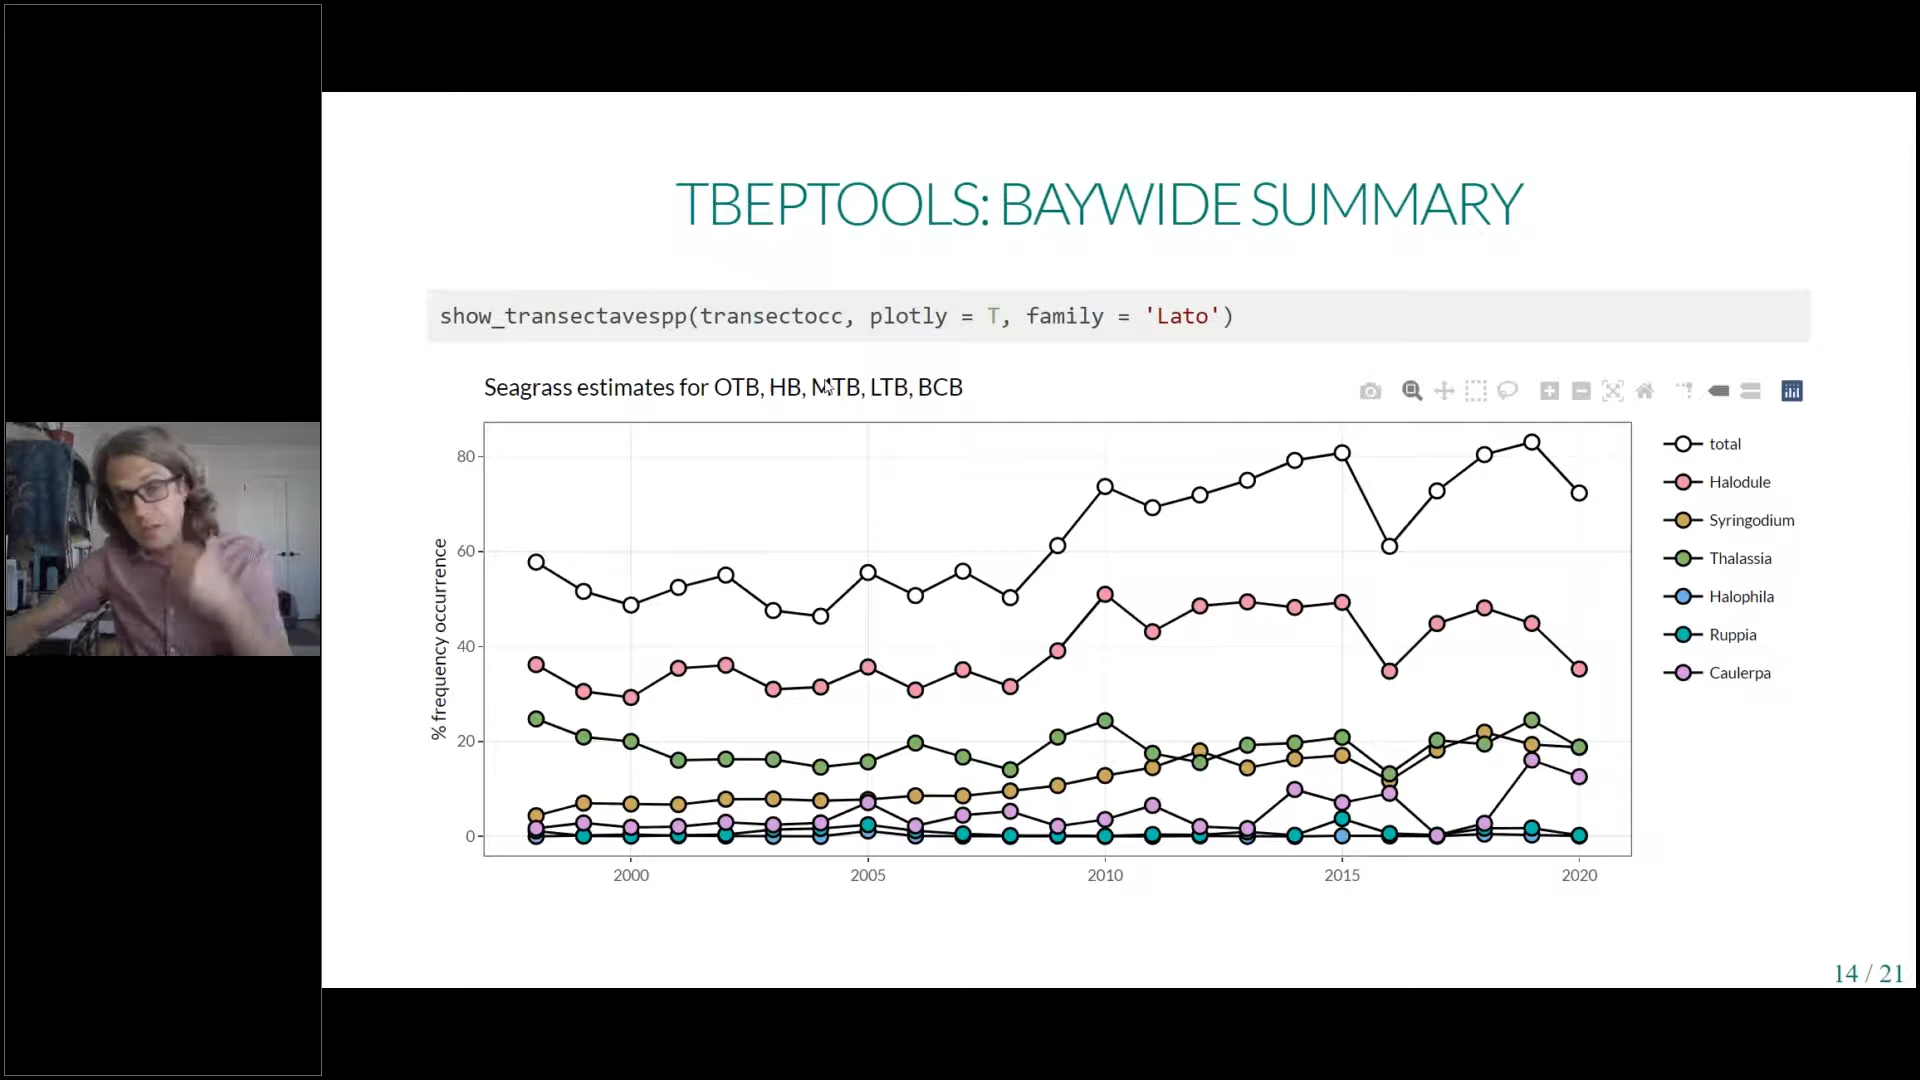 TBEPTOOLS: BAYWIDE SUMMARY
show_transectavespp(transectocc, plotly = T, family = 'Lato')
Seagrass estimates for OTB, HB, MTB, LTB, BCB
% frequency occurrence
80
60
40
20
0
2000
2005
2010
2015
2020
total
Halodule
Syringodium
Thalassia
Halophila
Ruppia
Caulerpa
14 / 21